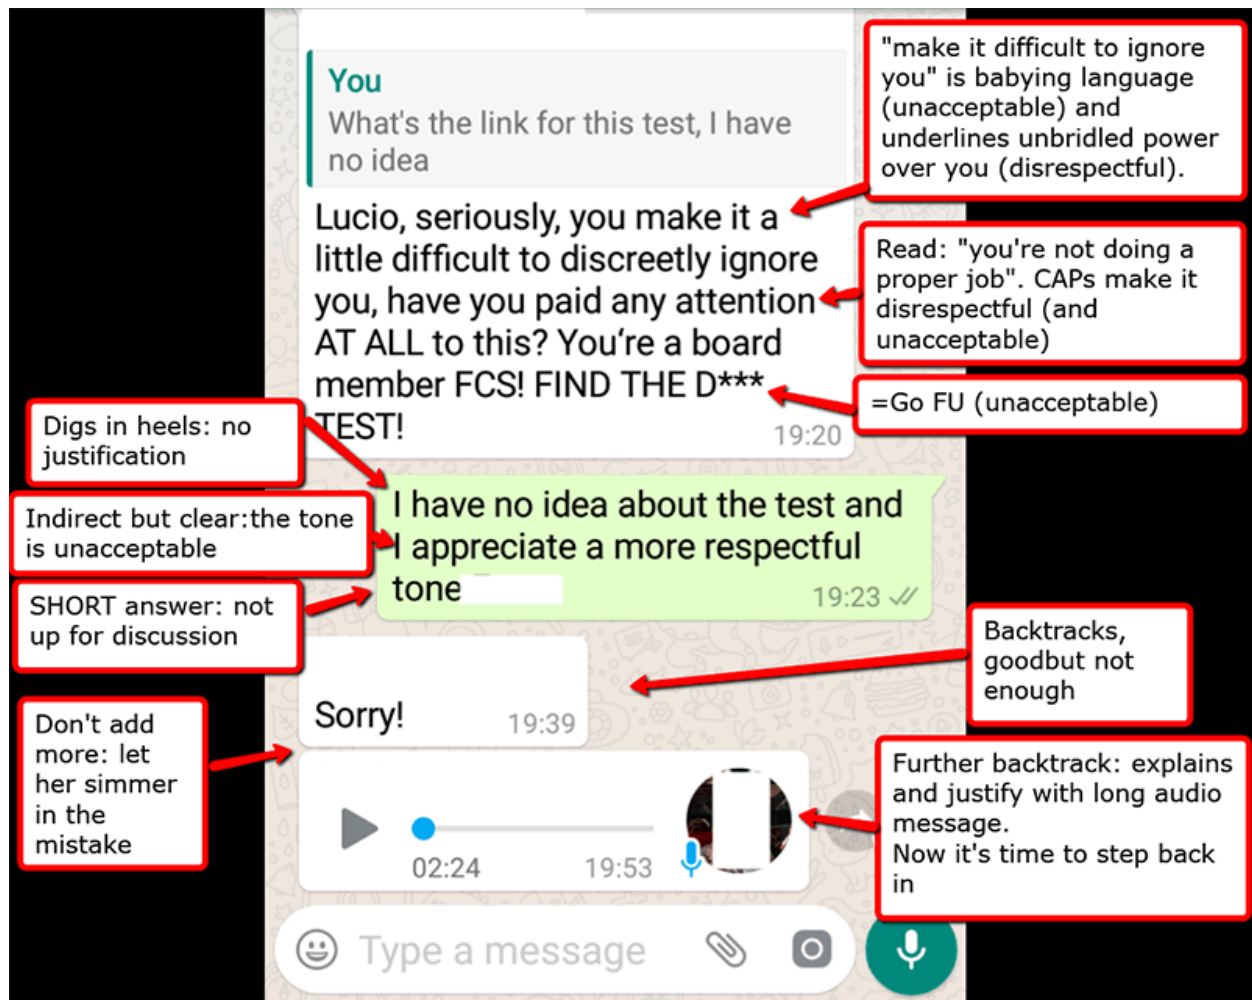 You
What's the link for this test, I have
no idea
Lucio, seriously, you make it a
little difficult to discreetly ignore
you, have you paid any attention
AT ALL to this? You‘re a board
member FCS! FIND THE D***
TEST!
19:20
"make it difficult to ignore
you" is babying language
(unacceptable) and
underlines unbridled power
over you (disrespectful).
Read: "you're not doing a
proper job". CAPs make it
disrespectful (and
unacceptable)
=Go FU (unacceptable)
Digs in heels: no
justification
Indirect but clear:the tone
is unacceptable
SHORT answer: not
up for discussion
I have no idea about the test and
I appreciate a more respectful
tone
19:23
Backtracks,
goodbut not
enough
Sorry!
19:39
Don't add
more: let
her simmer
in the
mistake
02:24
19:53
Further backtrack: explains
and justify with long audio
message.
Now it's time to step back
in
Type a message